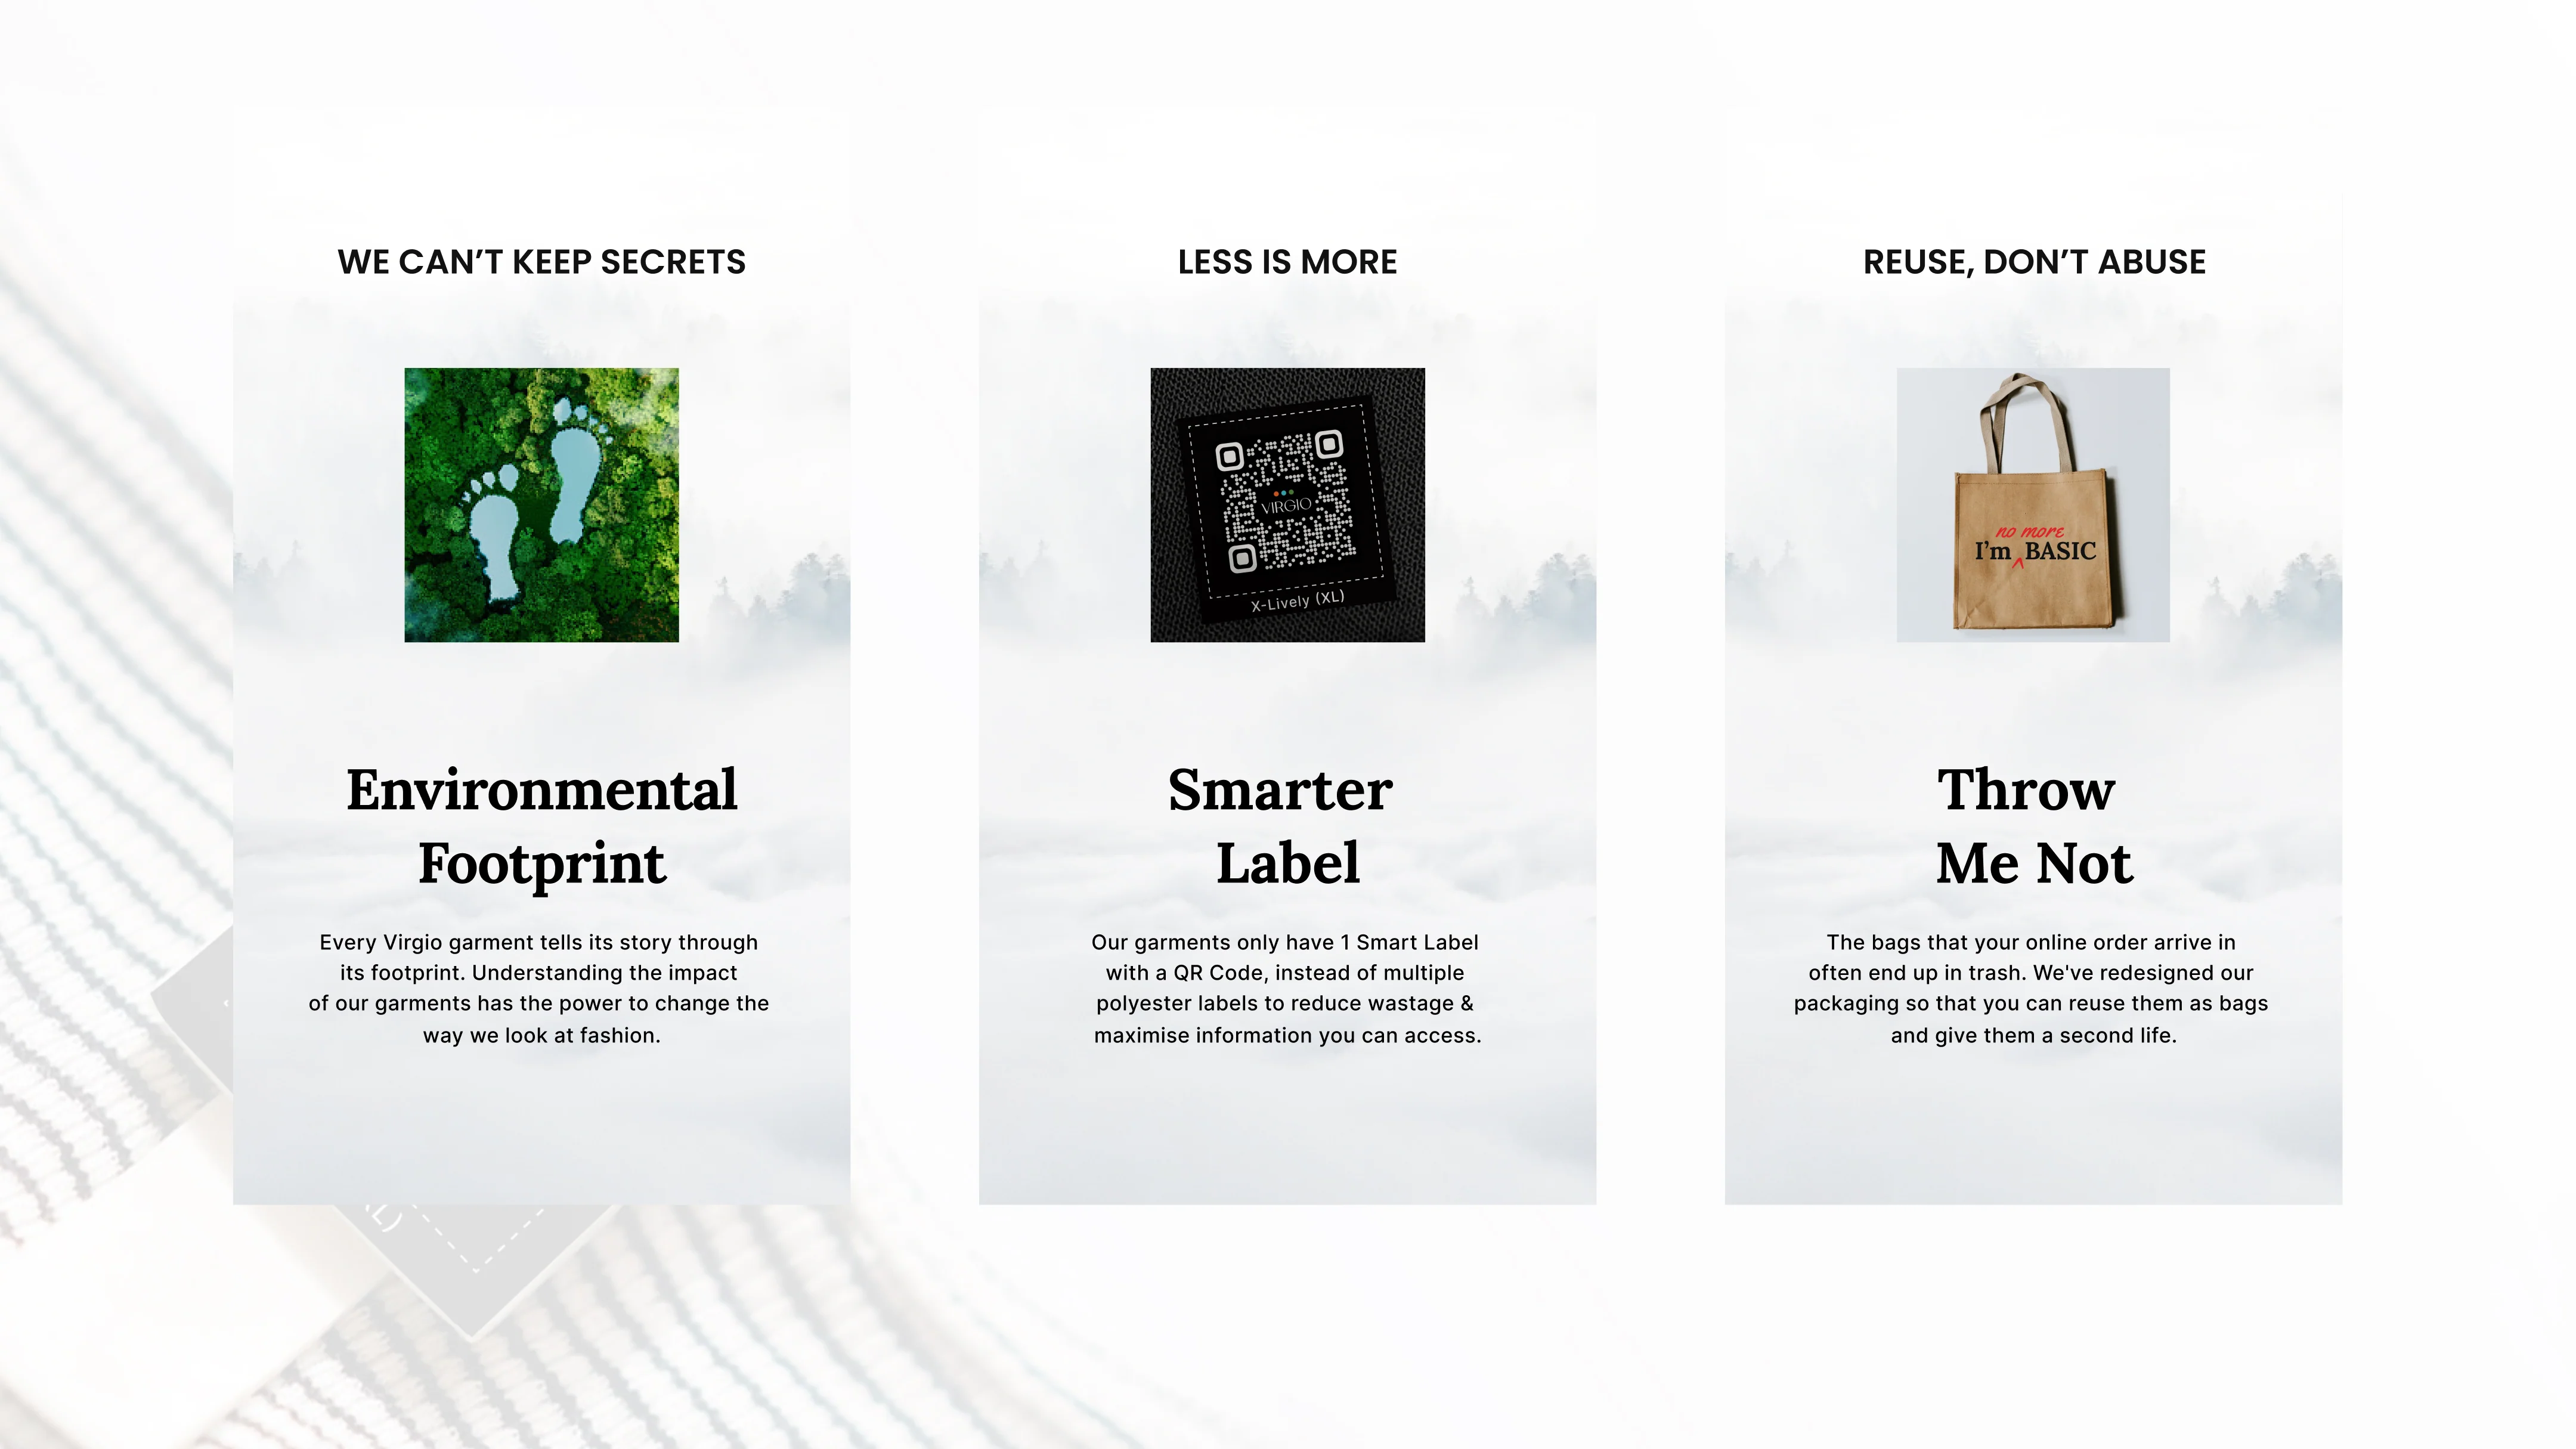 WE CAN’T KEEP SECRETS
Environmental
Footprint
Every Virgio garment tells its story through
its footprint. Understanding the impact
of our garments has the power to change the
way we look at fashion.
LESS IS MORE
VIRGIO
X-Lively (XL)
Smarter
Label
Our garments only have 1 Smart Label
with a QR Code, instead of multiple
polyester labels to reduce wastage &
maximise information you can access.
REUSE, DON’T ABUSE
no more
I’m BASIC
Throw
Me Not
The bags that your online order arrive in
often end up in trash. We've redesigned our
packaging so that you can reuse them as bags
and give them a second life.